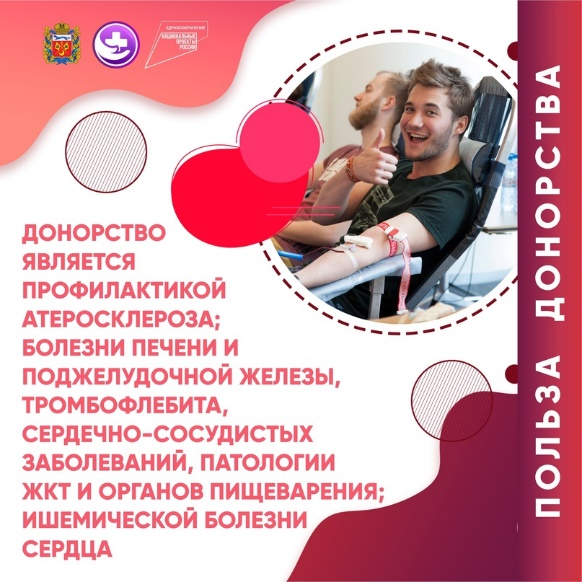 ЗДРАВООХРАНЕНИЕ
НАЦИОНАЛЬНЫЕ
ПРОЕКТЫ
РОССИИ
ДОНОРСТВО
ЯВЛЯЕТСЯ
ПРОФИЛАКТИКОЙ
АТЕРОСКЛЕРОЗА;
БОЛЕЗНИ ПЕЧЕНИ И
ПОДЖЕЛУДОЧНОЙ ЖЕЛЕЗЫ,
ТРОМБОФЛЕБИТА,
СЕРДЕЧНО-СОСУДИСТЫХ
ЗАБОЛЕВАНИЙ, ПАТОЛОГИИ
ЖКТ И ОРГАНОВ ПИЩЕВАРЕНИЯ;
ИШЕМИЧЕСКОЙ БОЛЕЗНИ
СЕРДЦА
ПОЛЬЗА ДОНОРСТВА